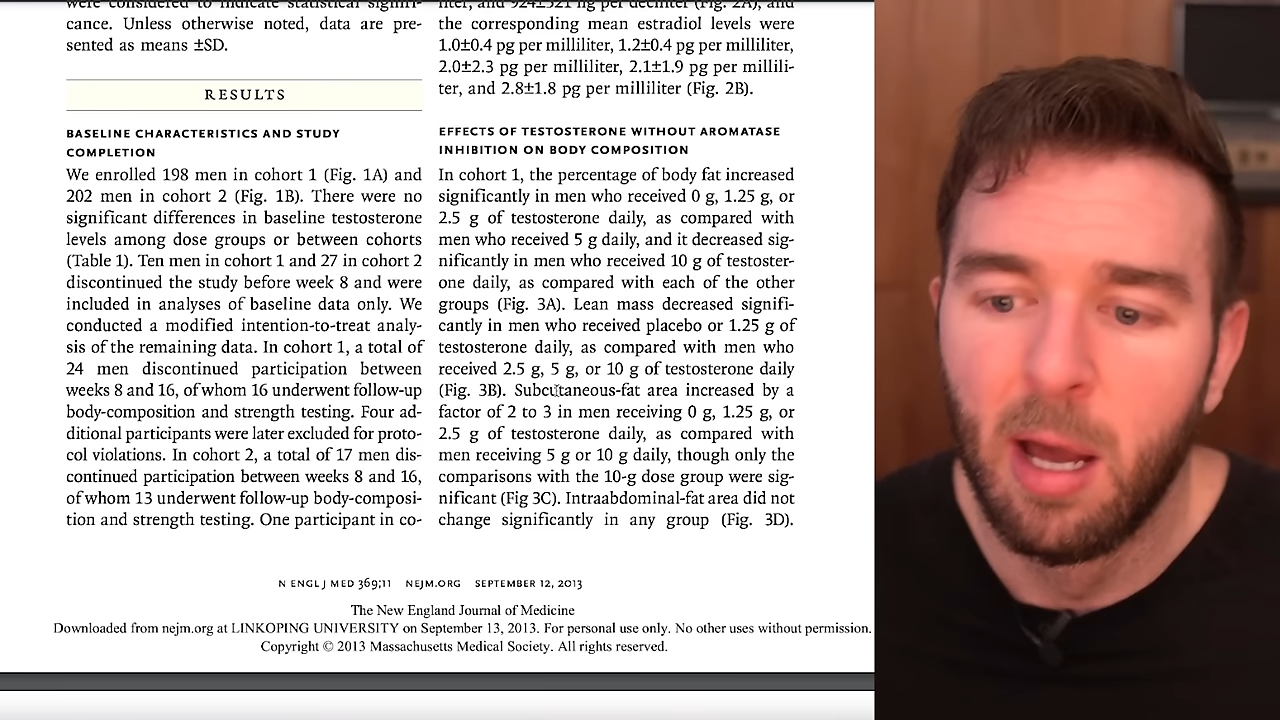 were considered to indicate statistical signifi-
cance. Unless otherwise noted, data are pre-
sented as means ±SD.
RESULTS
BASELINE CHARACTERISTICS AND STUDY
COMPLETION
We enrolled 198 men in cohort 1 (Fig. 1A) and
202 men in cohort 2 (Fig. 1B). There were no
significant differences in baseline testosterone
levels among dose groups or between cohorts
(Table 1). Ten men in cohort 1 and 27 in cohort 2
discontinued the study before week 8 and were
included in analyses of baseline data only. We
conducted a modified intention-to-treat analy-
sis of the remaining data. In cohort 1, a total of
24 men discontinued participation between
weeks 8 and 16, of whom 16 underwent follow-up
body-composition and strength testing. Four ad-
ditional participants were later excluded for proto-
col violations. In cohort 2, a total of 17 men dis-
continued participation between weeks 8 and 16,
of whom 13 underwent follow-up body-composi-
tion and strength testing. One participant in co-
liter, and 924±521 ng per deciliter (Fig. 2A), and
the corresponding mean estradiol levels were
1.0±0.4 pg per milliliter, 1.2±0.4 pg per milliliter,
2.0±2.3 pg per milliliter, 2.1±1.9 pg per millili-
ter, and 2.8±1.8 pg per milliliter (Fig. 2B).
EFFECTS OF TESTOSTERONE WITHOUT AROMATASE
INHIBITION ON BODY COMPOSITION
In cohort 1, the percentage of body fat increased
significantly in men who received 0 g, 1.25 g, or
2.5 g of testosterone daily, as compared with
men who received 5 g daily, and it decreased sig-
nificantly in men who received 10 g of testoster-
one daily, as compared with each of the other
groups (Fig. 3A). Lean mass decreased signifi-
cantly in men who received placebo or 1.25 g of
testosterone daily, as compared with men who
received 2.5 g, 5 g, or 10 g of testosterone daily
(Fig. 3B). Subcutaneous-fat area increased by a
factor of 2 to 3 in men receiving 0 g, 1.25 g, or
2.5 g of testosterone daily, as compared with
men receiving 5 g or 10 g daily, though only the
comparisons with the 10-g dose group were sig-
nificant (Fig 3C). Intraabdominal-fat area did not
change significantly in any group (Fig. 3D).
N ENGL J MED 369;11 NEJM.ORG SEPTEMBER 12, 2013
The New England Journal of Medicine
Downloaded from nejm.org at LINKOPING UNIVERSITY on September 13, 2013. For personal use only. No other uses without permission.
Copyright © 2013 Massachusetts Medical Society. All rights reserved.